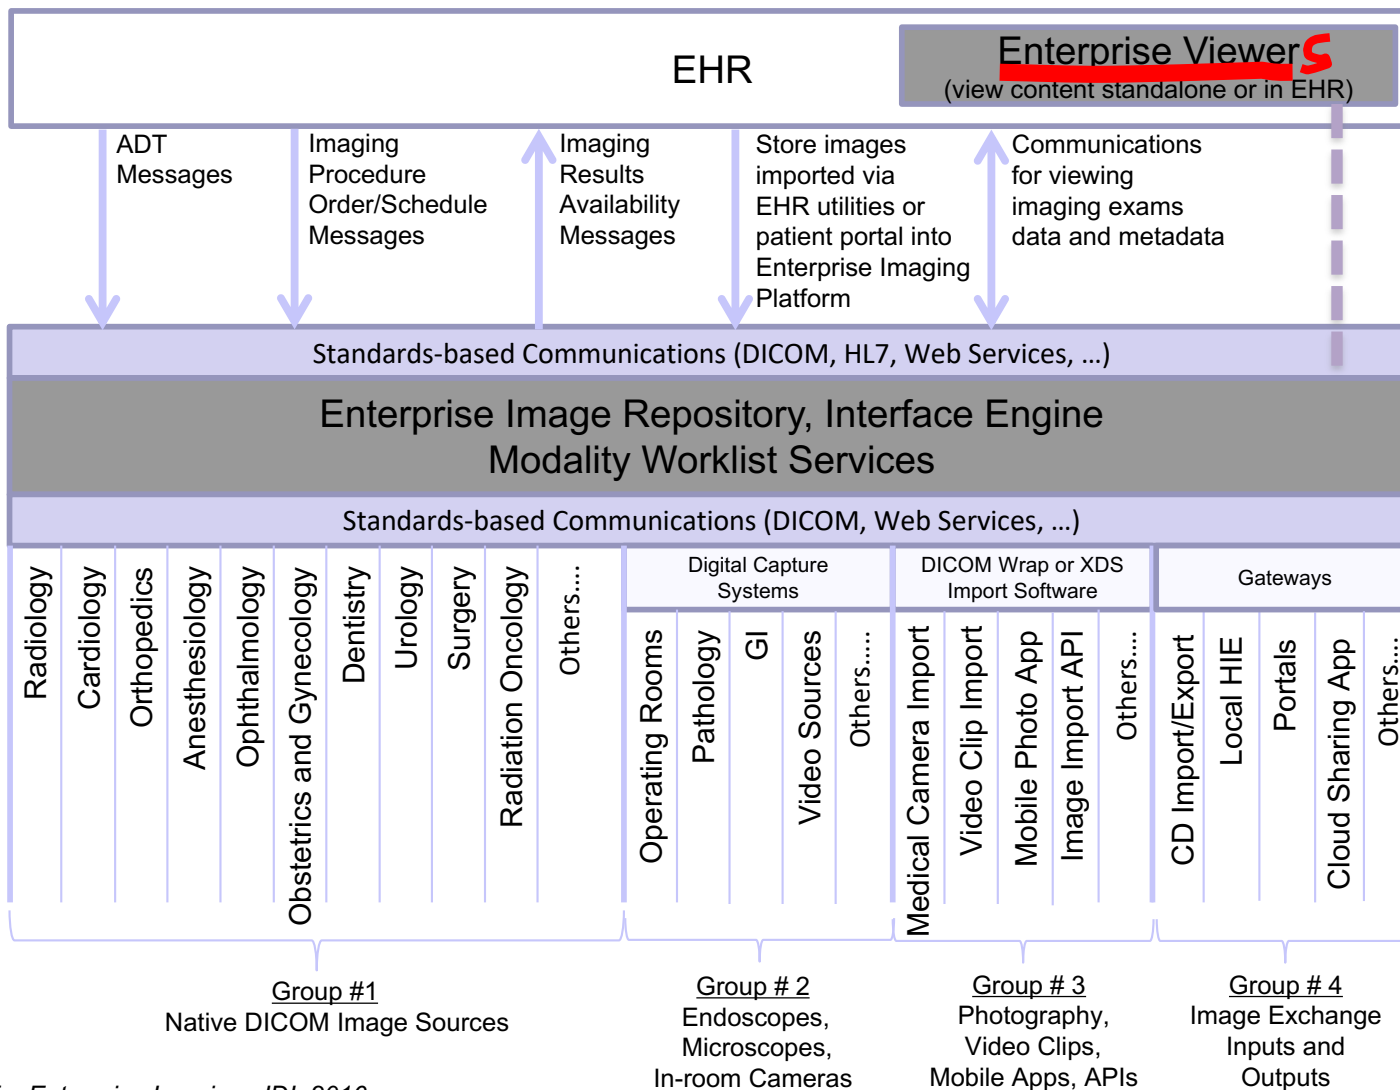 EHR
Enterprise Viewers
(view content standalone or in EHR)
ADT
Messages
Imaging
Procedure
Order/Schedule
Messages
Imaging
Results
Availability
Messages
Store images
imported via
EHR utilities or
patient portal into
Enterprise Imaging
Platform
Communications
for viewing
imaging exams
data and metadata
Standards-based Communications (DICOM, HL7, Web Services, ...)
Enterprise Image Repository, Interface Engine
Modality Worklist Services
Standards-based Communications (DICOM, Web Services, ...)
Radiology
Cardiology
Orthopedics
Anesthesiology
Ophthalmology
Obstetrics and Gynecology
Dentistry
Urology
Surgery
Radiation Oncology
Others....
Digital Capture
Systems
Operating Rooms
Pathology
GI
Video Sources
Others.....
DICOM Wrap or XDS
Import Software
Medical Camera Import
Video Clip Import
Mobile Photo App
Image Import API
Others....
Gateways
CD Import/Export
Local HIE
Portals
Cloud Sharing App
Others....
Group #1
Native DICOM Image Sources
Group # 2
Endoscopes,
Microscopes,
In-room Cameras
Group # 3
Photography,
Video Clips,
Mobile Apps, APIs
Group # 4
Image Exchange
Inputs and
Outputs